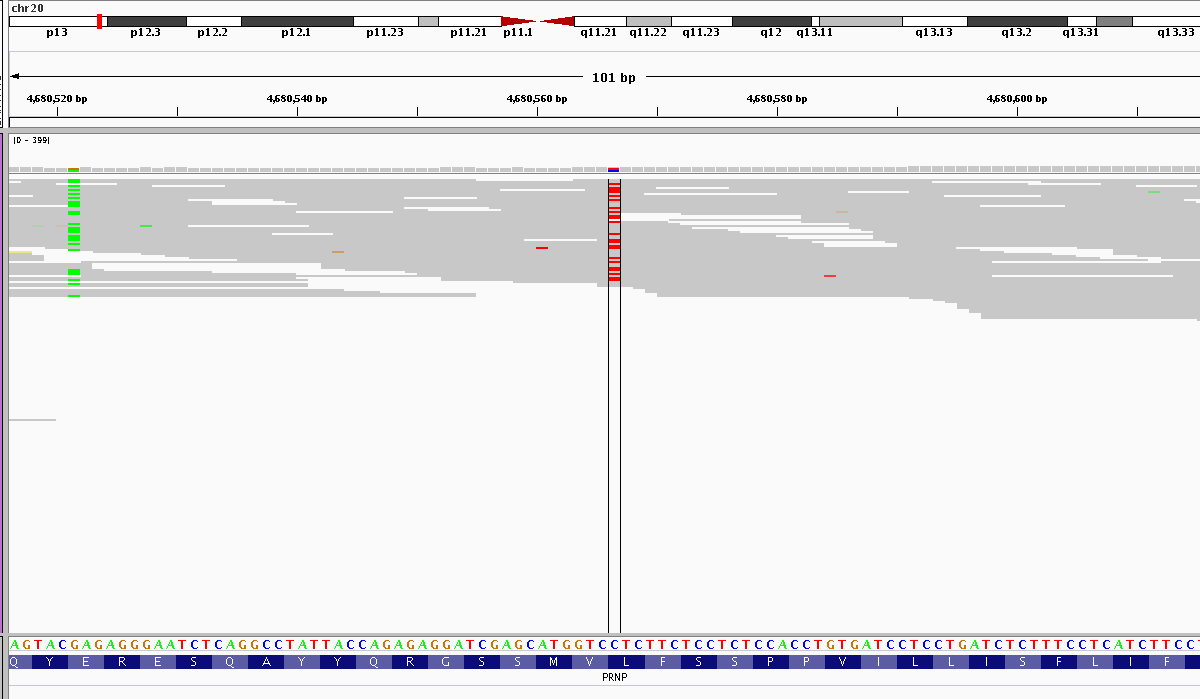 chr20
p13 p12.3 p12.2 p12.1 p11.23 p11.21 p11.1 q11.21 q11.22 q11.23 q12 q13.11 q13.13 q13.2 q13.31 q13.33
101 bp
4,680,520 bp 4,680,540 bp 4,680,560 bp 4,680,580 bp 4,680,600 bp
[0 - 399]
AGTACGAGAGGGAATCTCAGGCCTATTACCAGAGAGGATCGAGCATGGTCCTCTTCTCCTCTCCACCTGTGATCCTCCTGATCTCTTTCCTCATCTTCCT
Q Y E R E S Q A Y Y Q R G S S M V L F S S P P V I L L I S F L I F
PRNP